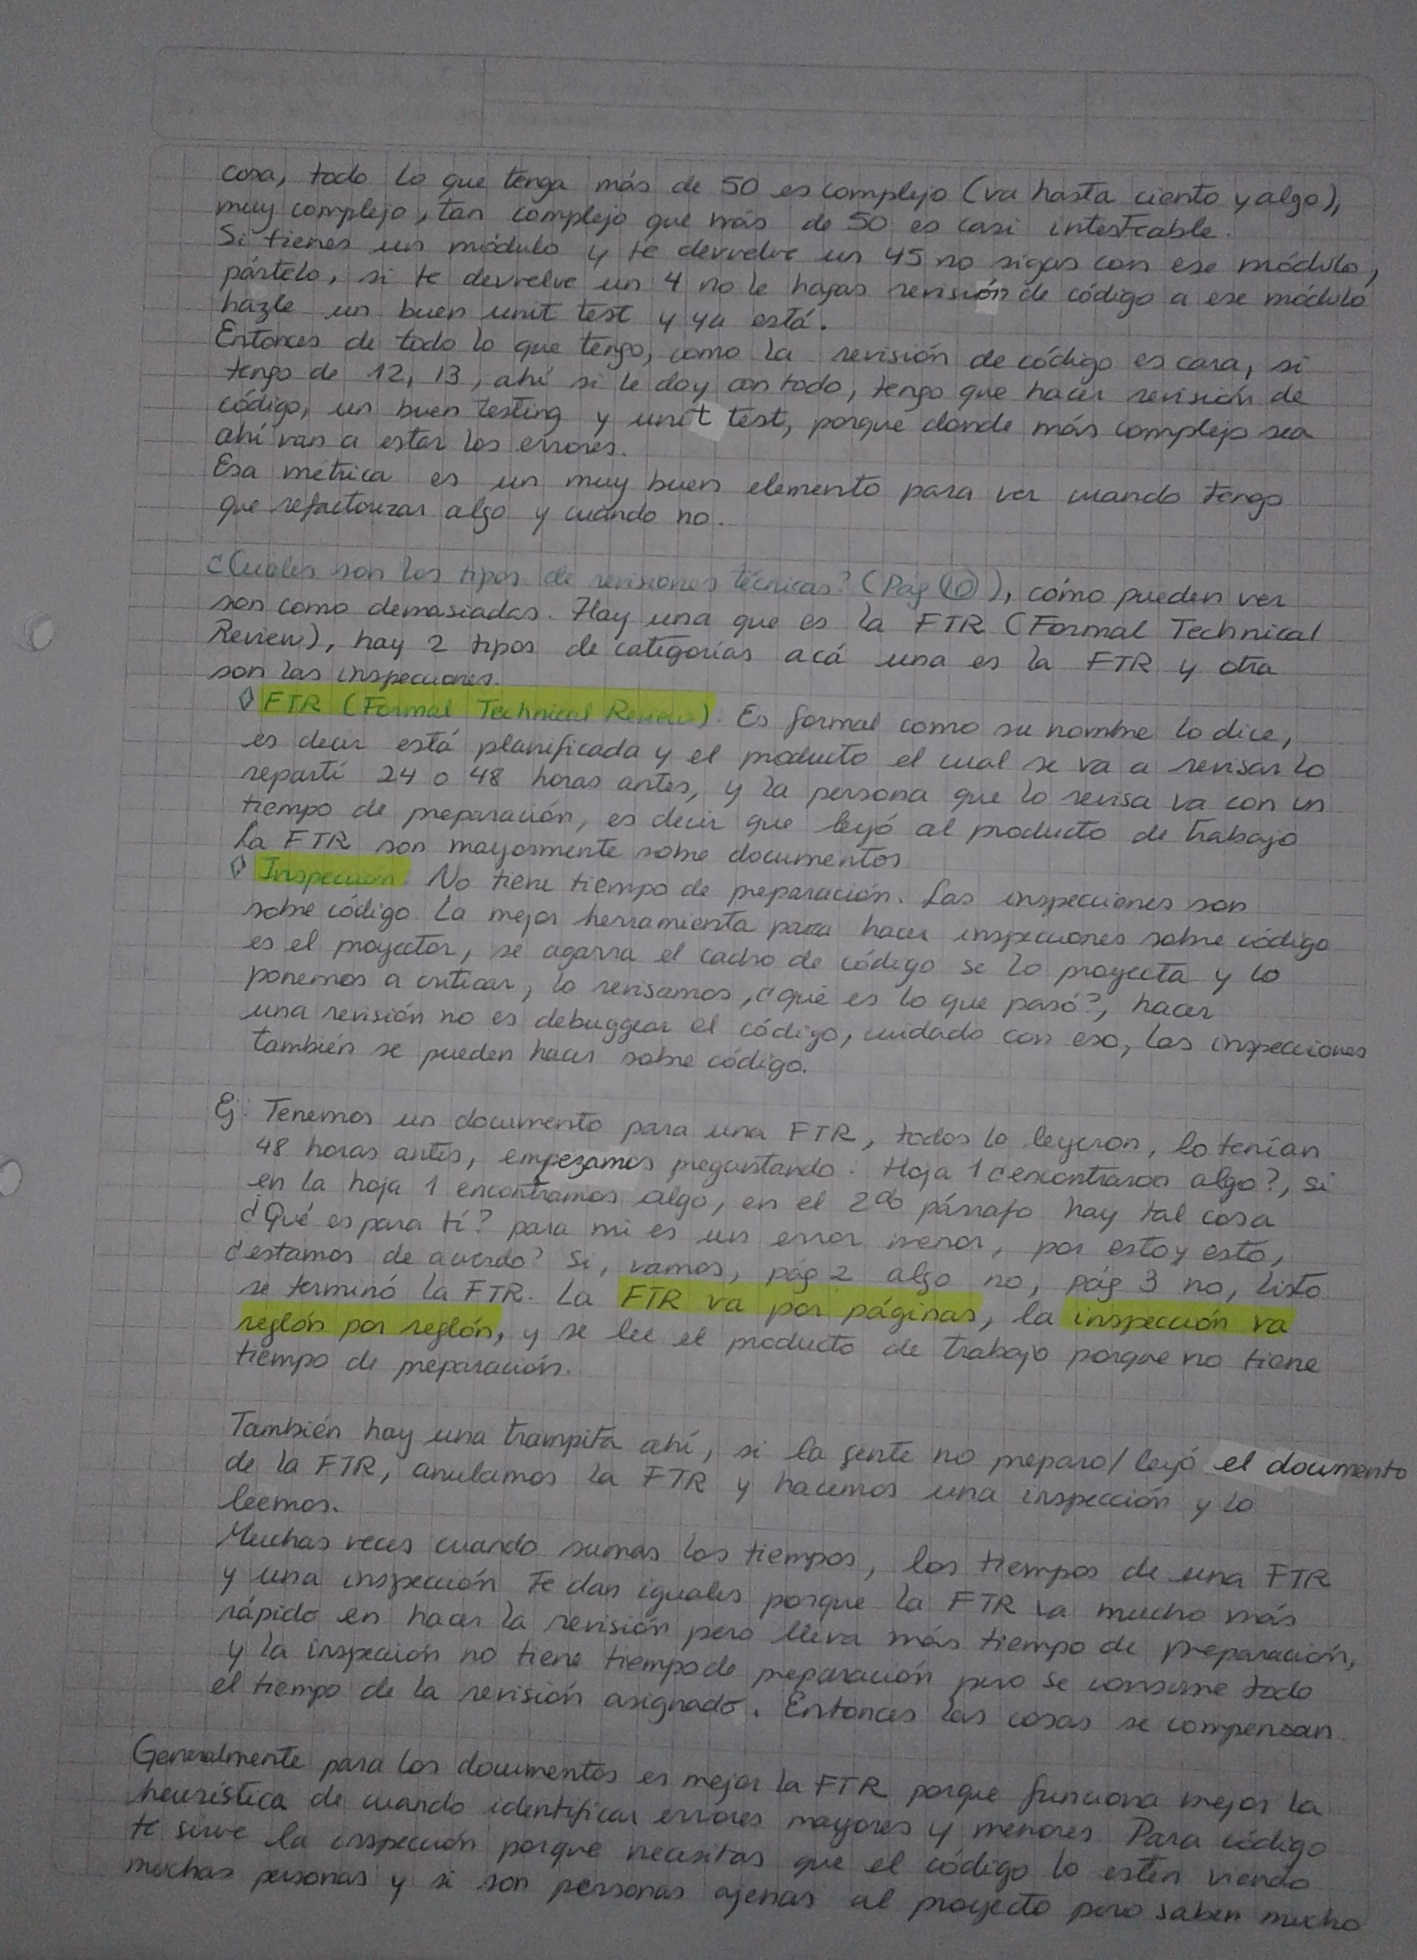 cosa, todo lo que tenga más de 50 es complejo (va hasta ciento y algo),
muy complejo, tan complejo que más de 50 es casi intesteable.
Si tienes un módulo y te devuelve un 45 no sigas con ese módulo,
pártelo, si te devuelve un 4 no le hagas revisión de código a ese módulo
hazle un buen unit test y ya está.
Entonces de todo lo que tengo, como la revisión de código es cara, si
tengo de 12, 13, ahí si le doy con todo, tengo que hacer revisión de
código, un buen testing y unit test, porque donde más complejo sea
ahí van a estar los errores.
Esa métrica es un muy buen elemento para ver cuando tengo
que refactorizar algo y cuándo no.
¿Cuáles son los tipos de revisiones técnicas? (Pág 10), cómo pueden ver
son como demasiadas. Hay una que es la FTR (Formal Technical
Review), hay 2 tipos de categorías acá una es la FTR y otra
son las inspecciones.
◊ FTR (Formal Technical Review). Es formal como su nombre lo dice,
es decir está planificada y el producto el cual se va a revisar lo
repartí 24 o 48 horas antes, y la persona que lo revisa va con un
tiempo de preparación, es decir que leyó al producto de trabajo
La FTR son mayormente sobre documentos
◊ Inspección. No tiene tiempo de preparación. Las inspecciones son
sobre código. La mejor herramienta para hacer inspecciones sobre código
es el proyector, se agarra el cacho de código se lo proyecta y lo
ponemos a criticar, lo revisamos, ¿qué es lo que pasó?, hacer
una revisión no es debuggear el código, cuidado con eso, las inspecciones
también se pueden hacer sobre código.
Ej: Tenemos un documento para una FTR, todos lo leyeron, lo tenían
48 horas antes, empezamos preguntando: Hoja 1 ¿encontraron algo?, si
en la hoja 1 encontramos algo, en el 2do párrafo hay tal cosa
¿Qué es para tí? para mi es un error menor, por esto y esto,
¿estamos de acuerdo? Si, vamos, pág 2 algo no, pág 3 no, listo
se terminó la FTR. La FTR va por páginas, la inspección va
reglón por reglón, y se lee el producto de trabajo porque no tiene
tiempo de preparación.
También hay una trampita ahí, si la gente no preparo/leyó el documento
de la FTR, anulamos la FTR y hacemos una inspección y lo
leemos.
Muchas veces cuando sumas los tiempos, los tiempos de una FTR
y una inspección te dan iguales porque la FTR va mucho más
rápido en hacer la revisión pero lleva más tiempo de preparación,
y la inspección no tiene tiempo de preparación pero se consume todo
el tiempo de la revisión asignado. Entonces las cosas se compensan
Generalmente para los documentos es mejor la FTR porque funciona mejor la
heurística de cuando identificar errores mayores y menores. Para código
te sirve la inspección porque necesitas que el código lo esten viendo
muchas personas y si son personas ajenas al proyecto pero saben mucho